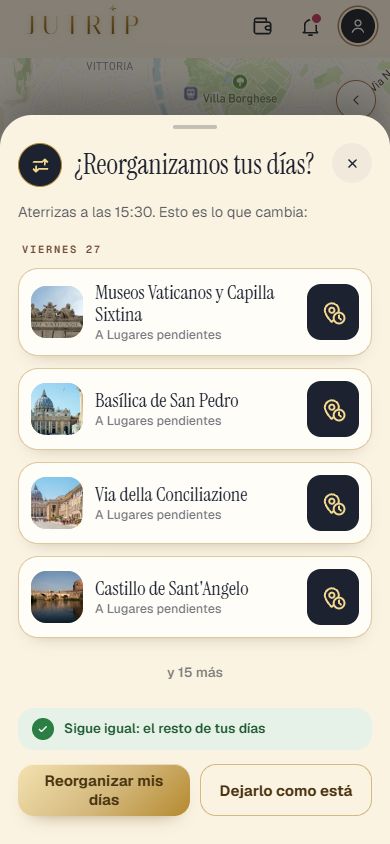 JUTRIP
VITTORIA
Villa Borghese
Via N
¿Reorganizamos tus días?
Aterrizas a las 15:30. Esto es lo que cambia:
VIERNES 27
Museos Vaticanos y Capilla
Sixtina
A Lugares pendientes
Basílica de San Pedro
A Lugares pendientes
Via della Conciliazione
A Lugares pendientes
Castillo de Sant'Angelo
A Lugares pendientes
y 15 más
Sigue igual: el resto de tus días
Reorganizar mis
días
Dejarlo como está